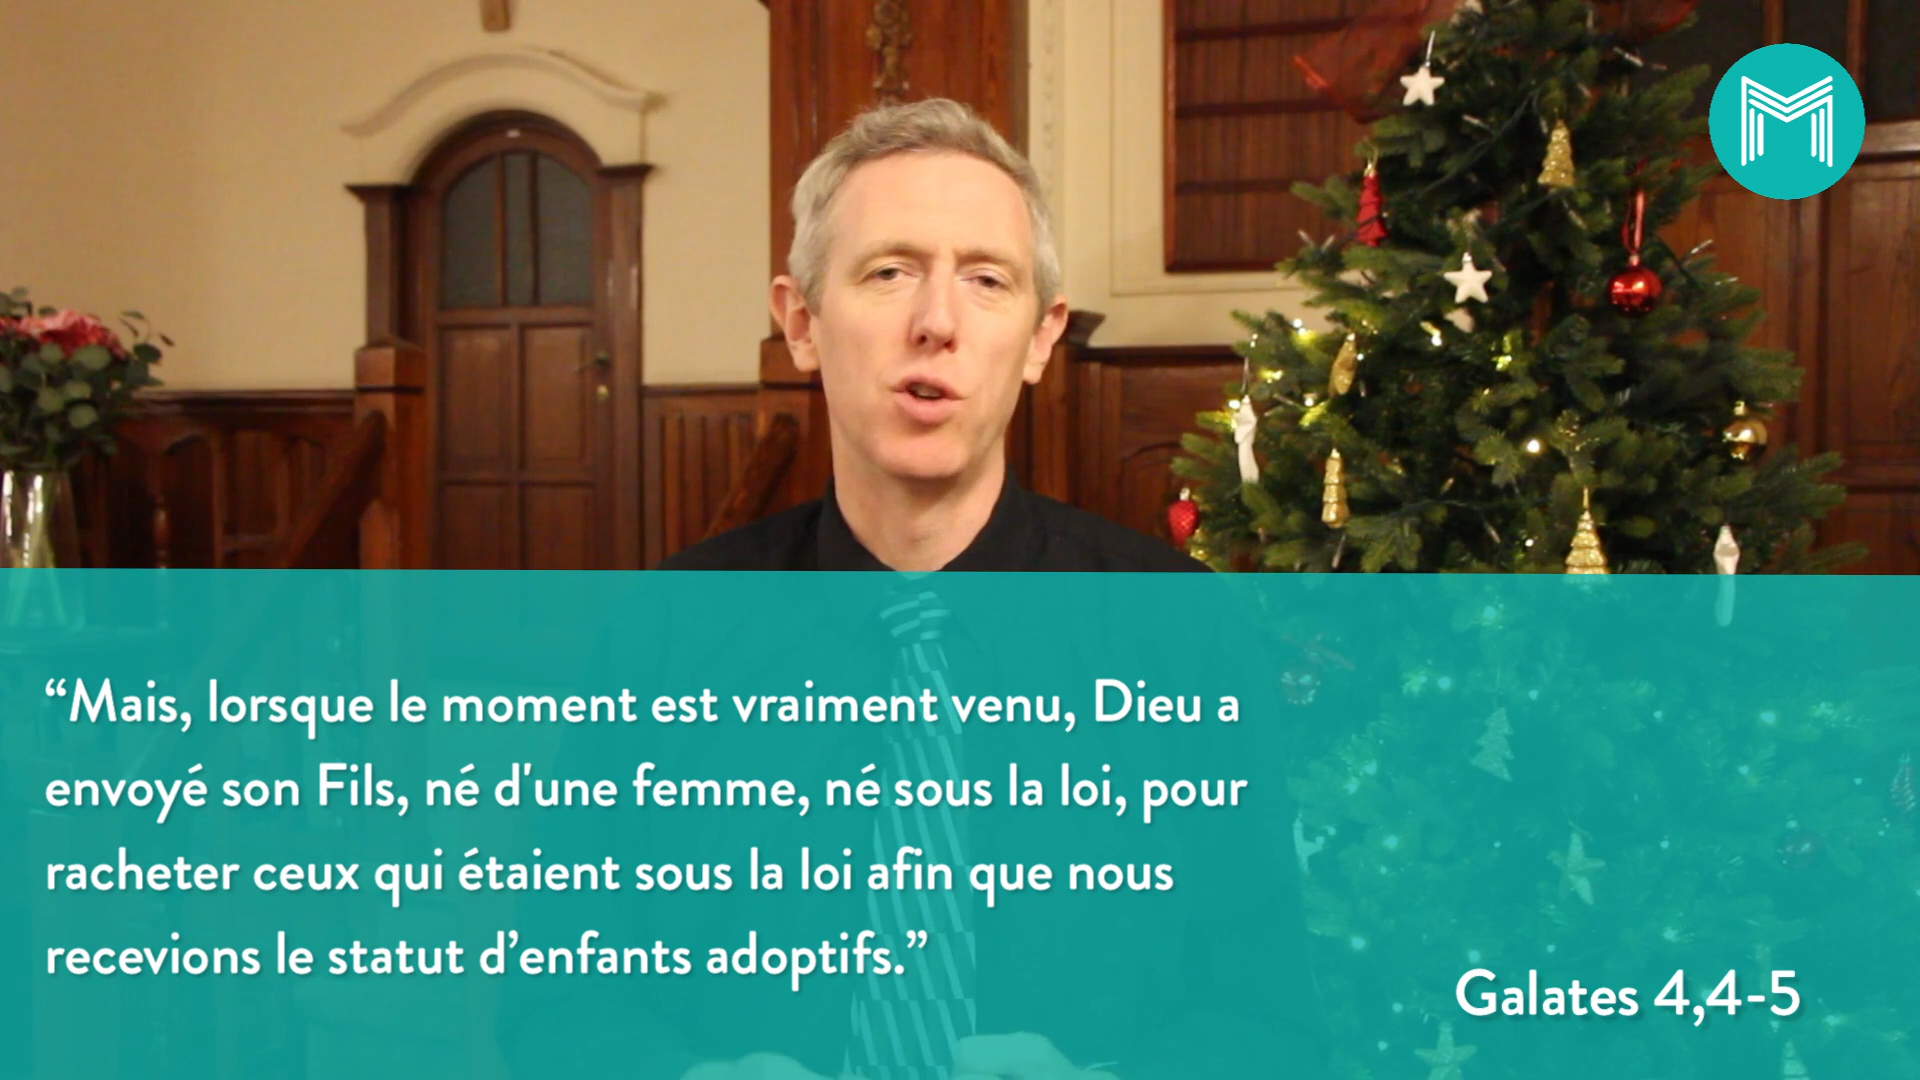 “Mais, lorsque le moment est vraiment venu, Dieu a
envoyé son Fils, né d'une femme, né sous la loi, pour
racheter ceux qui étaient sous la loi afin que nous
recevions le statut d’enfants adoptifs.”
Galates 4,4-5